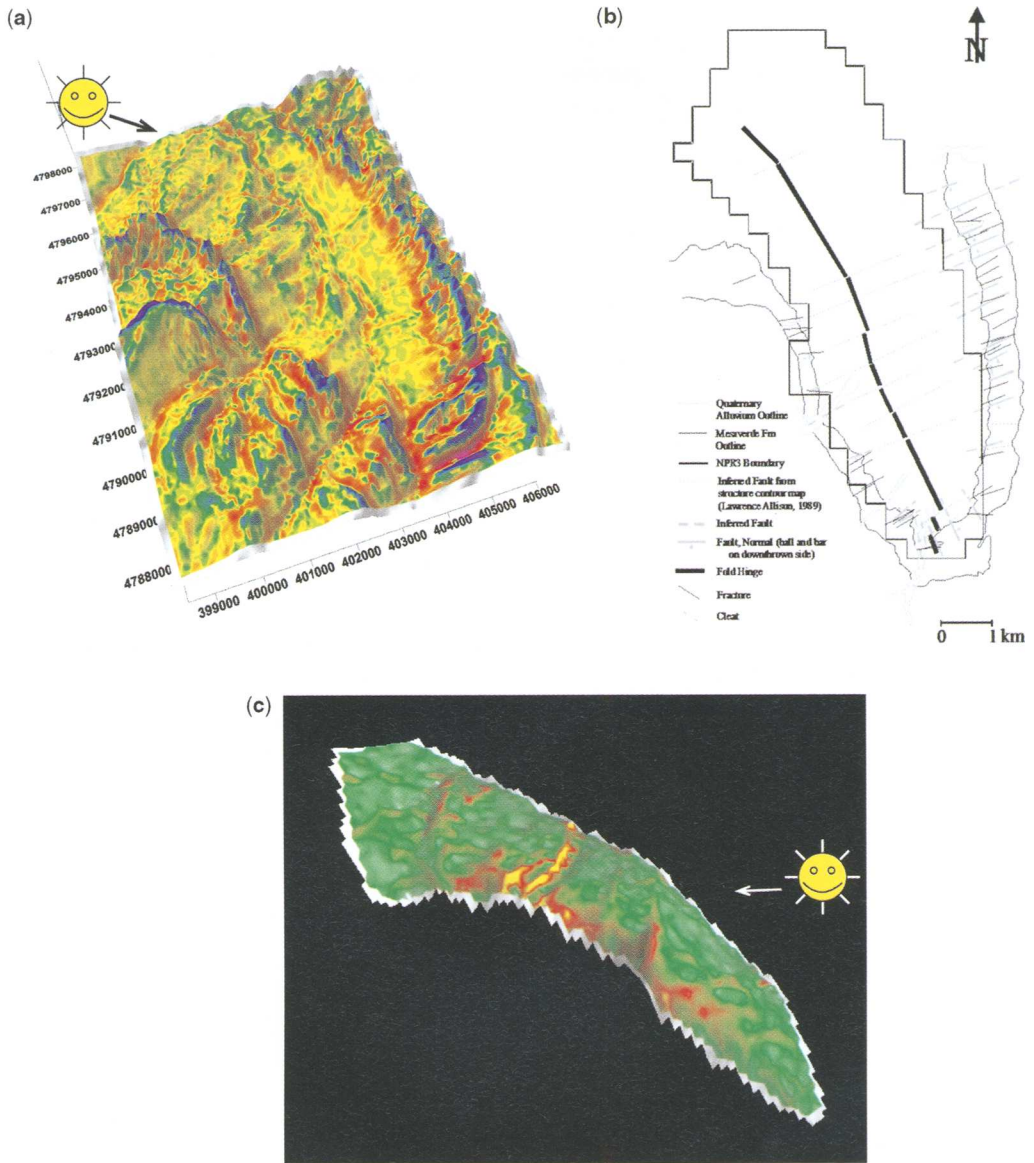 (a)
4798000
4797000
4796000
4795000
4794000
4793000
4792000
4791000
4790000
4789000
4788000
399000 400000 401000 402000 403000 404000 405000 406000
(b)
N
Quaternary
Alluvium Outline
Mesaverde Fm
Outline
NPR3 Boundary
Inferred Fault from
structure contour map
(Lawrence Allison, 1989)
Inferred Fault
Fault, Normal (ball and bar
on downthrown side)
Fold Hinge
Fracture
Cleat
0 1 km
(c)